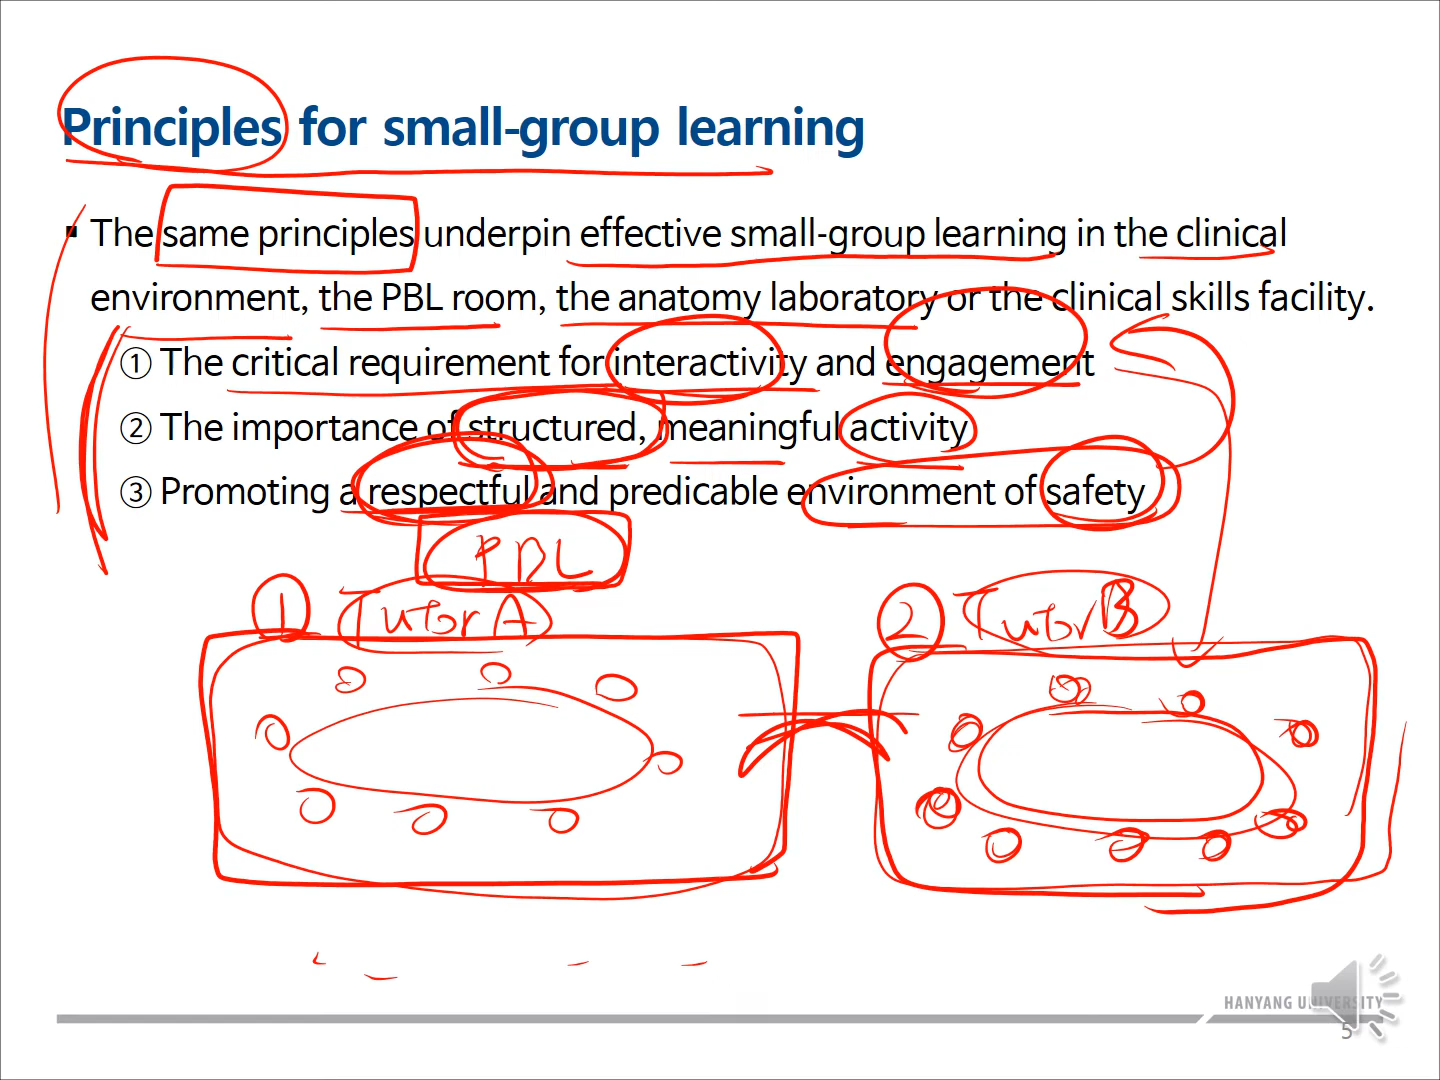 Principles for small-group learning
▪ The same principles underpin effective small-group learning in the clinical
environment, the PBL room, the anatomy laboratory or the clinical skills facility.
① The critical requirement for interactivity and engagement
② The importance of structured, meaningful activity
③ Promoting a respectful and predicable environment of safety
PBL
1 Tutor A
2 Tutor B
HANYANG UNIVERSITY
5